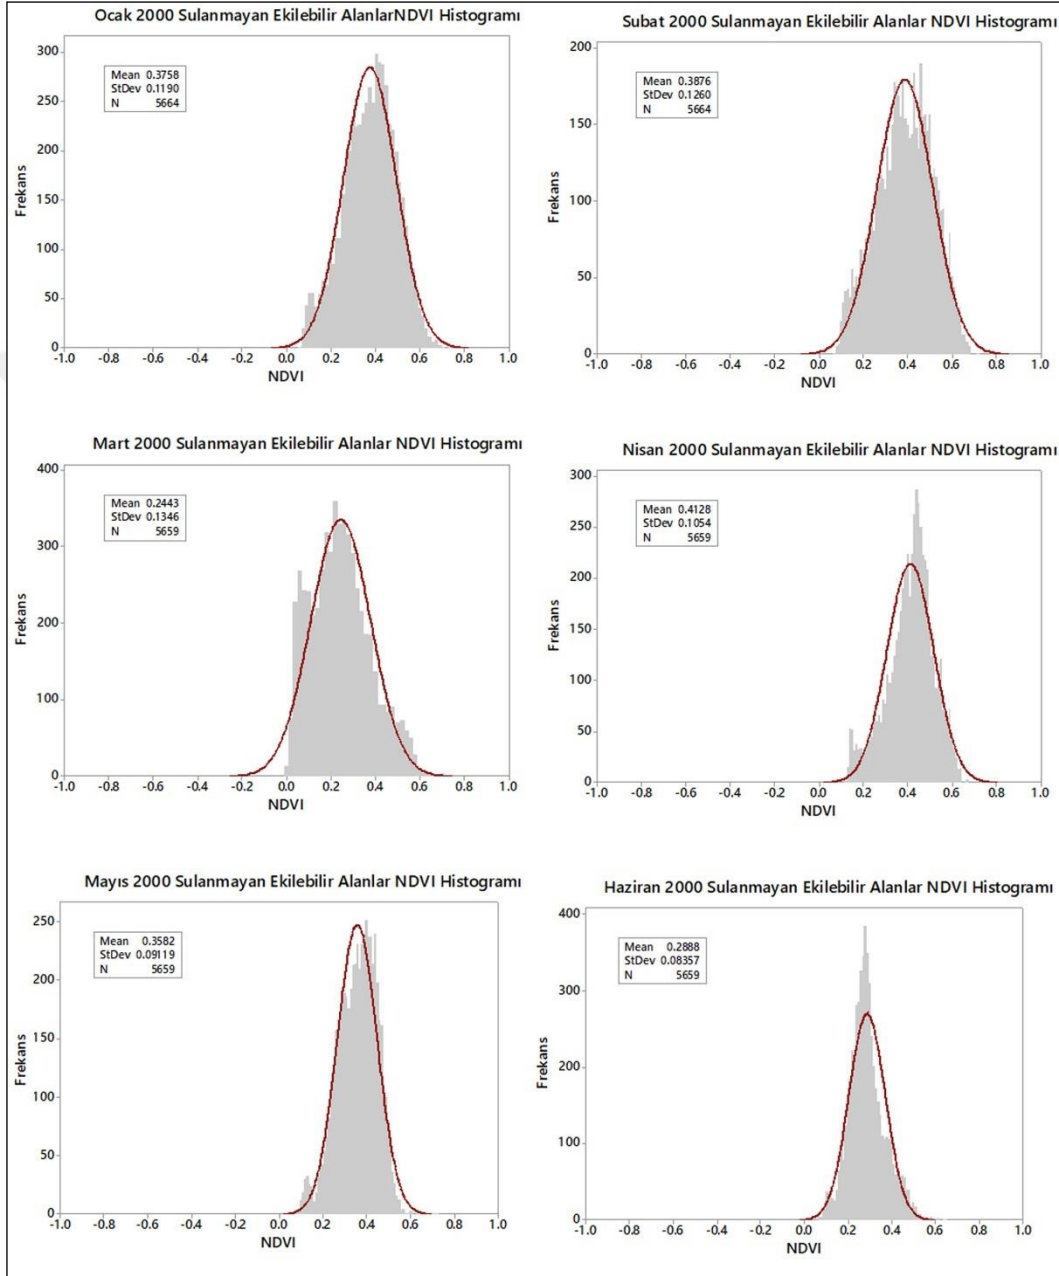 Ocak 2000 Sulanmayan Ekilebilir AlanlarNDVI Histogramı
Mean 0.3758
StDev 0.1190
N 5664
Frekans
300
250
200
150
100
50
0
-1.0 -0.8 -0.6 -0.4 -0.2 0.0 0.2 0.4 0.6 0.8 1.0
NDVI
Subat 2000 Sulanmayan Ekilebilir Alanlar NDVI Histogramı
Mean 0.3876
StDev 0.1260
N 5664
Frekans
200
150
100
50
0
-1.0 -0.8 -0.6 -0.4 -0.2 0.0 0.2 0.4 0.6 0.8 1.0
NDVI
Mart 2000 Sulanmayan Ekilebilir Alanlar NDVI Histogramı
Mean 0.2443
StDev 0.1346
N 5659
Frekans
400
300
200
100
0
-1.0 -0.8 -0.6 -0.4 -0.2 0.0 0.2 0.4 0.6 0.8 1.0
NDVI
Nisan 2000 Sulanmayan Ekilebilir Alanlar NDVI Histogramı
Mean 0.4128
StDev 0.1054
N 5659
Frekans
300
250
200
150
100
50
0
-1.0 -0.8 -0.6 -0.4 -0.2 0.0 0.2 0.4 0.6 0.8 1.0
NDVI
Mayıs 2000 Sulanmayan Ekilebilir Alanlar NDVI Histogramı
Mean 0.3582
StDev 0.09119
N 5659
Frekans
250
200
150
100
50
0
-1.0 -0.8 -0.6 -0.4 -0.2 0.0 0.2 0.4 0.6 0.8 1.0
NDVI
Haziran 2000 Sulanmayan Ekilebilir Alanlar NDVI Histogramı
Mean 0.2888
StDev 0.08357
N 5659
Frekans
400
300
200
100
0
-1.0 -0.8 -0.6 -0.4 -0.2 0.0 0.2 0.4 0.6 0.8 1.0
NDVI